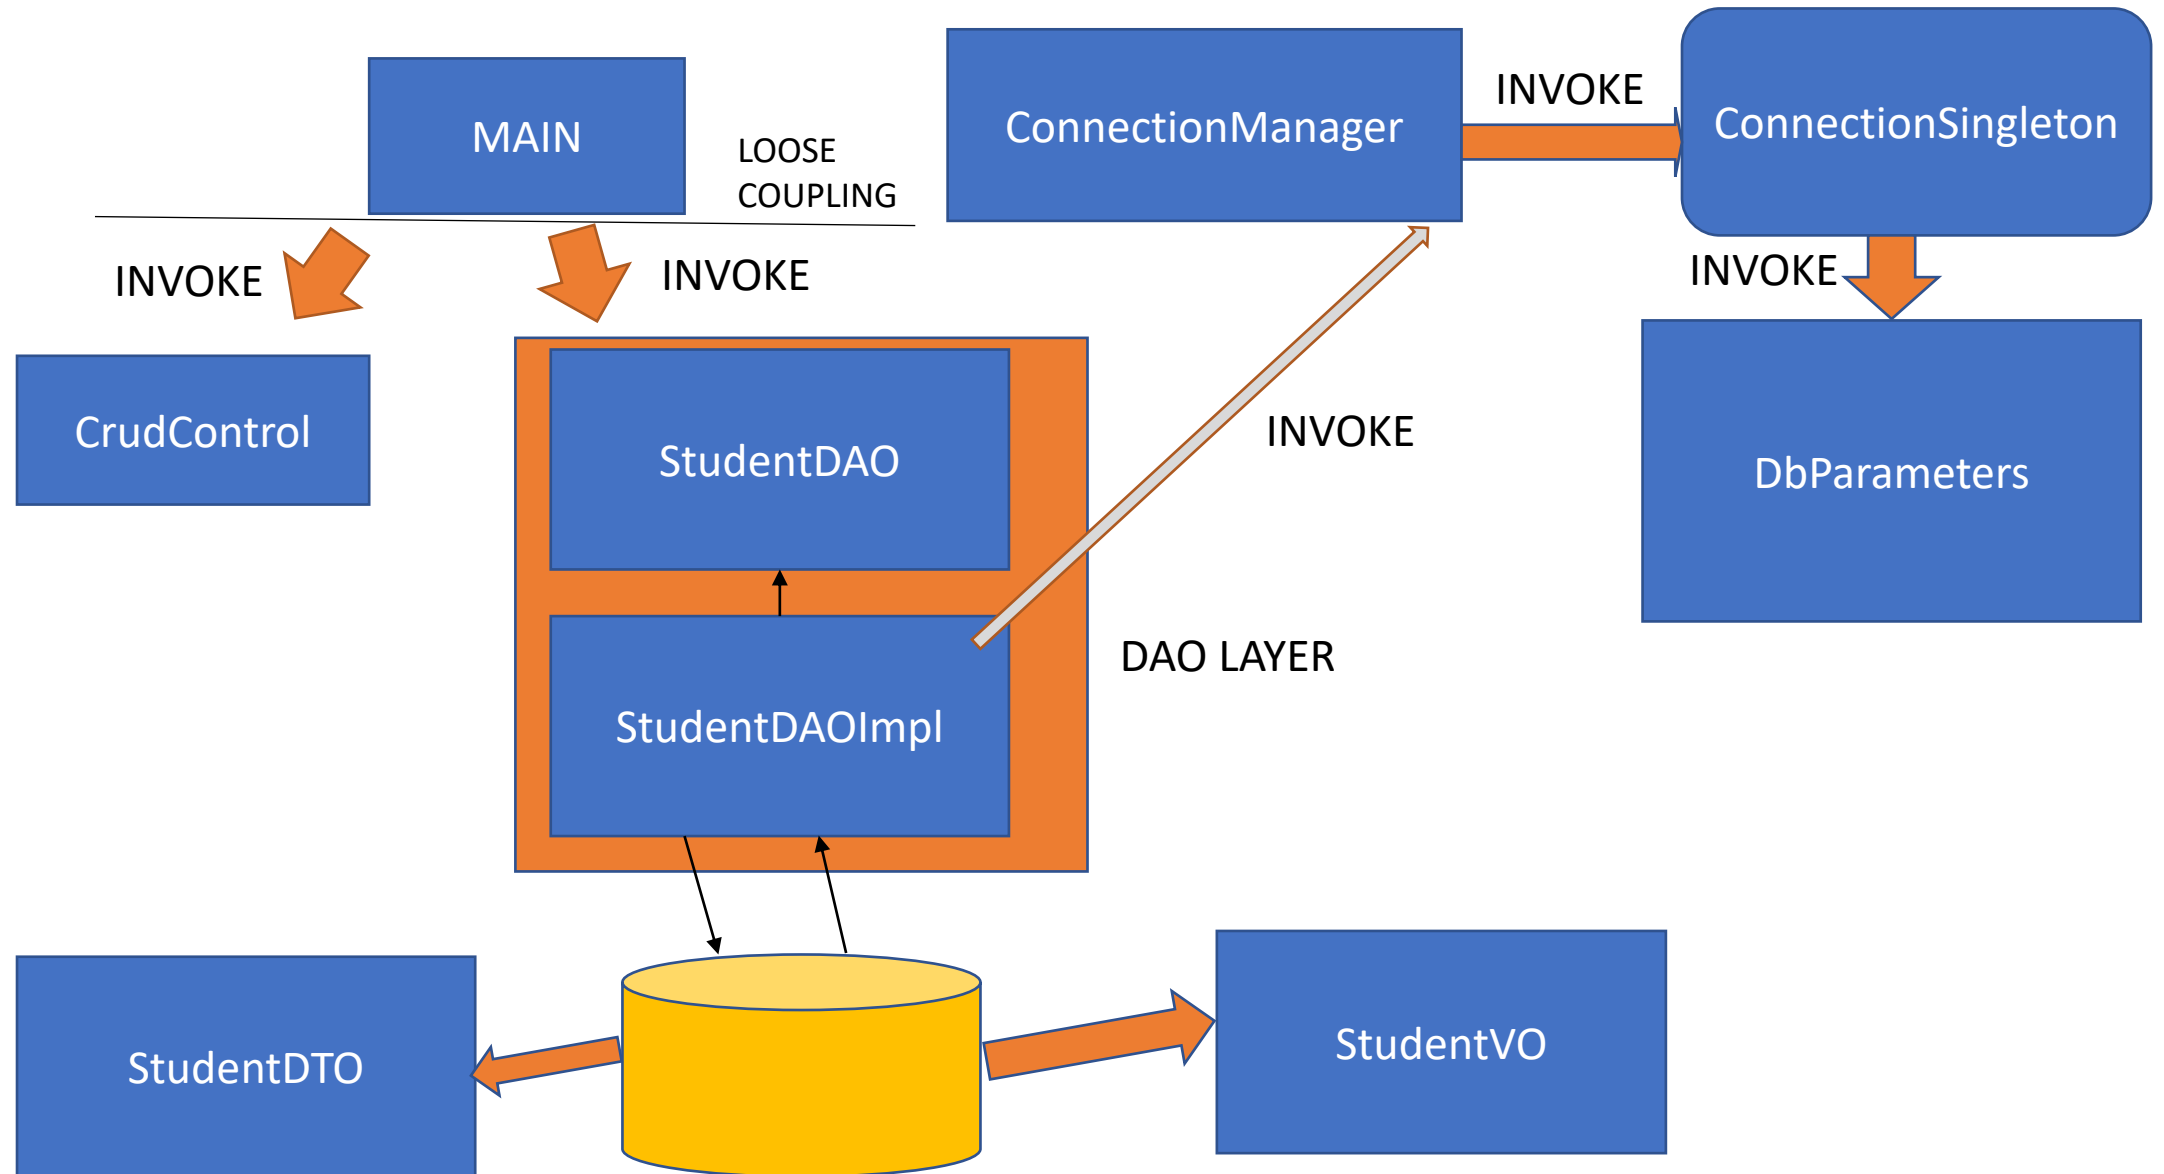 MAIN
LOOSE
COUPLING
ConnectionManager
INVOKE
ConnectionSingleton
INVOKE
INVOKE
INVOKE
CrudControl
StudentDAO
INVOKE
DbParameters
StudentDAOImpl
DAO LAYER
StudentDTO
StudentVO